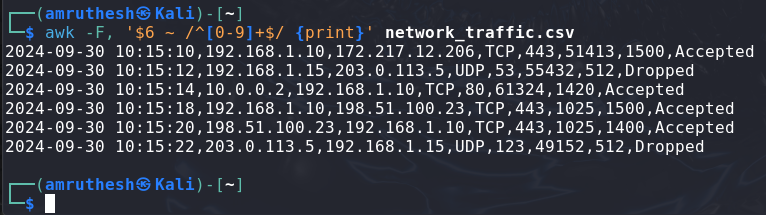 ┌──(amruthesh㉿Kali)-[~]
└─$ awk -F, '$6 ~ /^[0-9]+$/ {print}' network_traffic.csv
2024-09-30 10:15:10,192.168.1.10,172.217.12.206,TCP,443,51413,1500,Accepted
2024-09-30 10:15:12,192.168.1.15,203.0.113.5,UDP,53,55432,512,Dropped
2024-09-30 10:15:14,10.0.0.2,192.168.1.10,TCP,80,61324,1420,Accepted
2024-09-30 10:15:18,192.168.1.10,198.51.100.23,TCP,443,1025,1500,Accepted
2024-09-30 10:15:20,198.51.100.23,192.168.1.10,TCP,443,1025,1400,Accepted
2024-09-30 10:15:22,203.0.113.5,192.168.1.15,UDP,123,49152,512,Dropped
┌──(amruthesh㉿Kali)-[~]
└─$